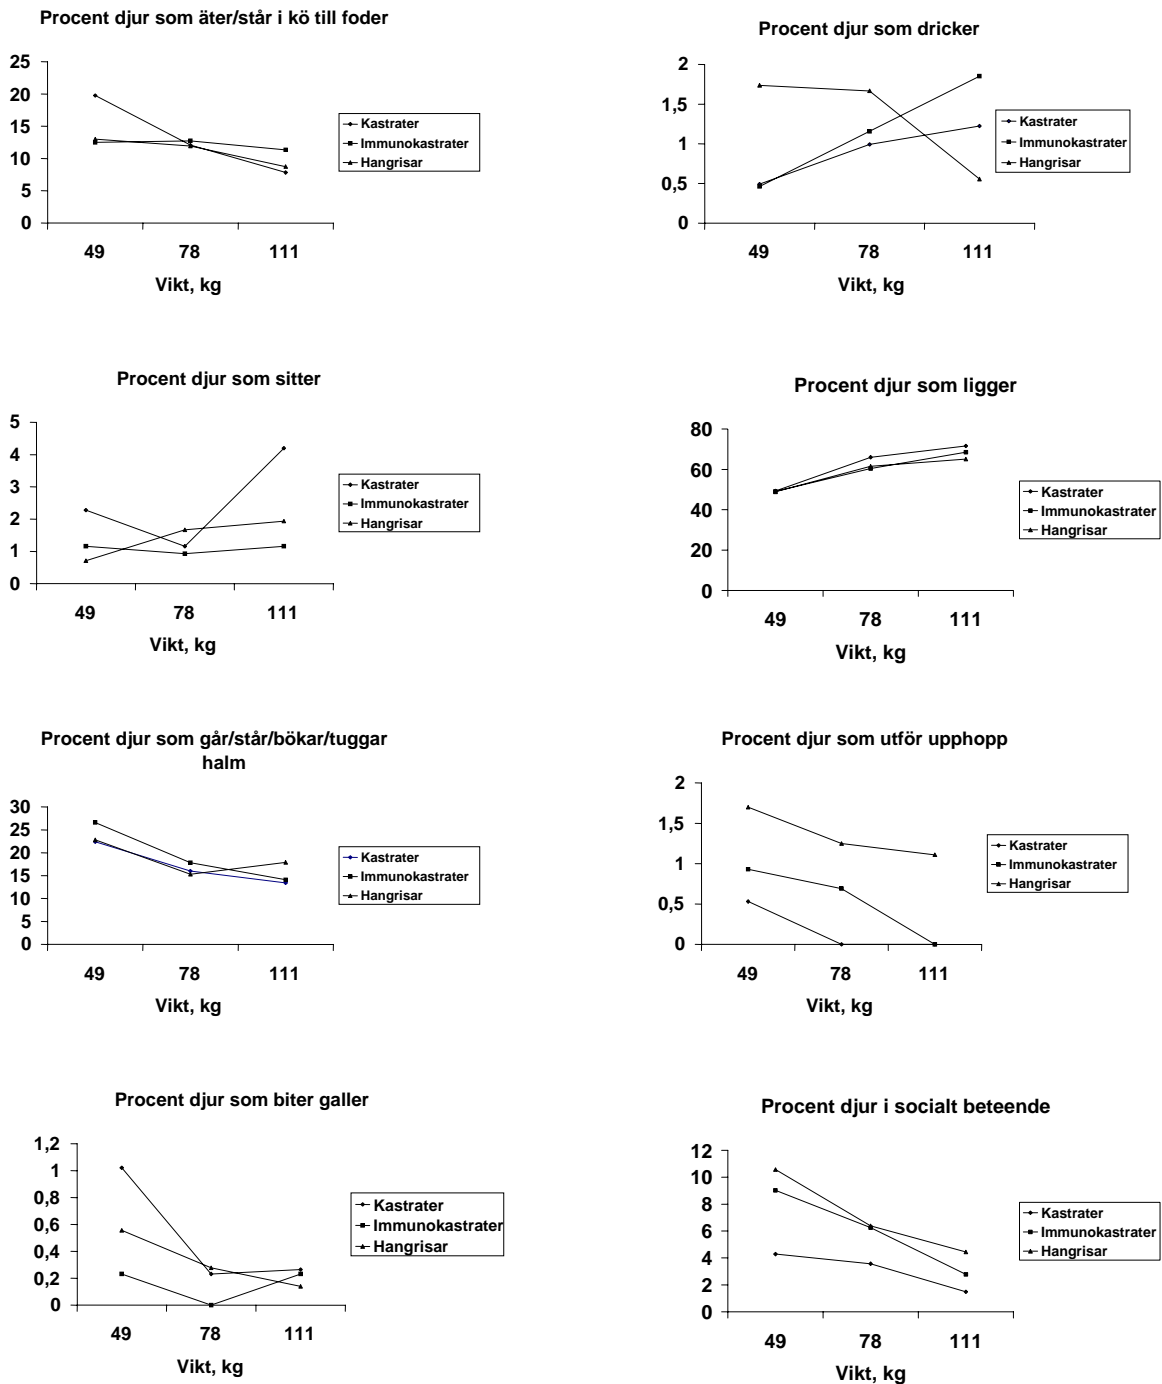 Procent djur som äter/står i kö till foder
25
20
15
10
5
0
49 78 111
Vikt, kg
Kastrater
Immunokastrater
Hangrisar
Procent djur som dricker
2
1,5
1
0,5
0
49 78 111
Vikt, kg
Kastrater
Immunokastrater
Hangrisar
Procent djur som sitter
5
4
3
2
1
0
49 78 111
Vikt, kg
Kastrater
Immunokastrater
Hangrisar
Procent djur som ligger
80
60
40
20
0
49 78 111
Vikt, kg
Kastrater
Immunokastrater
Hangrisar
Procent djur som går/står/bökar/tuggar
halm
30
25
20
15
10
5
0
49 78 111
Vikt, kg
Kastrater
Immunokastrater
Hangrisar
Procent djur som utför upphopp
2
1,5
1
0,5
0
49 78 111
Vikt, kg
Kastrater
Immunokastrater
Hangrisar
Procent djur som biter galler
1,2
1
0,8
0,6
0,4
0,2
0
49 78 111
Vikt, kg
Kastrater
Immunokastrater
Hangrisar
Procent djur i socialt beteende
12
10
8
6
4
2
0
49 78 111
Vikt, kg
Kastrater
Immunokastrater
Hangrisar